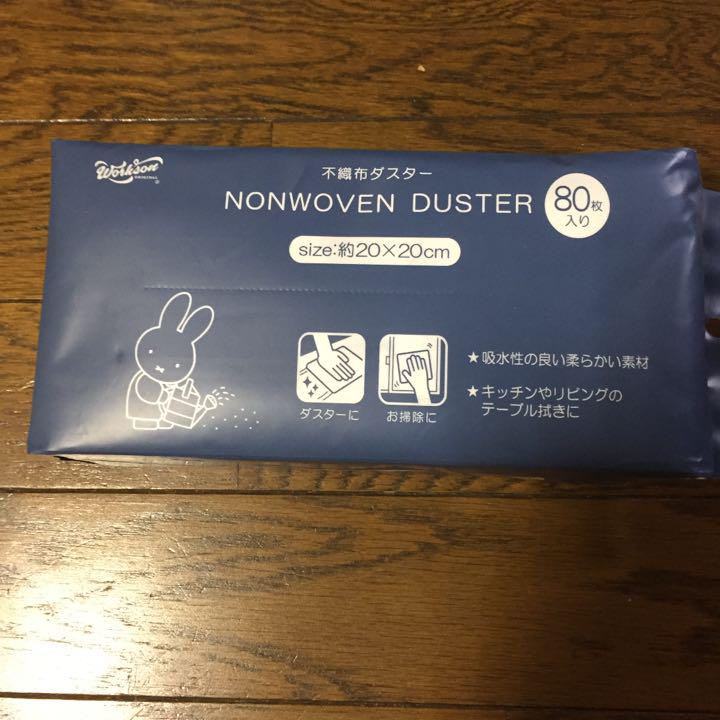 Workson
ORIGINAL
®
不織布ダスター
NONWOVEN DUSTER
80枚
入り
size:約20×20cm
ダスターに
お掃除に
★吸水性の良い柔らかい素材
★キッチンやリビングの
テーブル拭きに